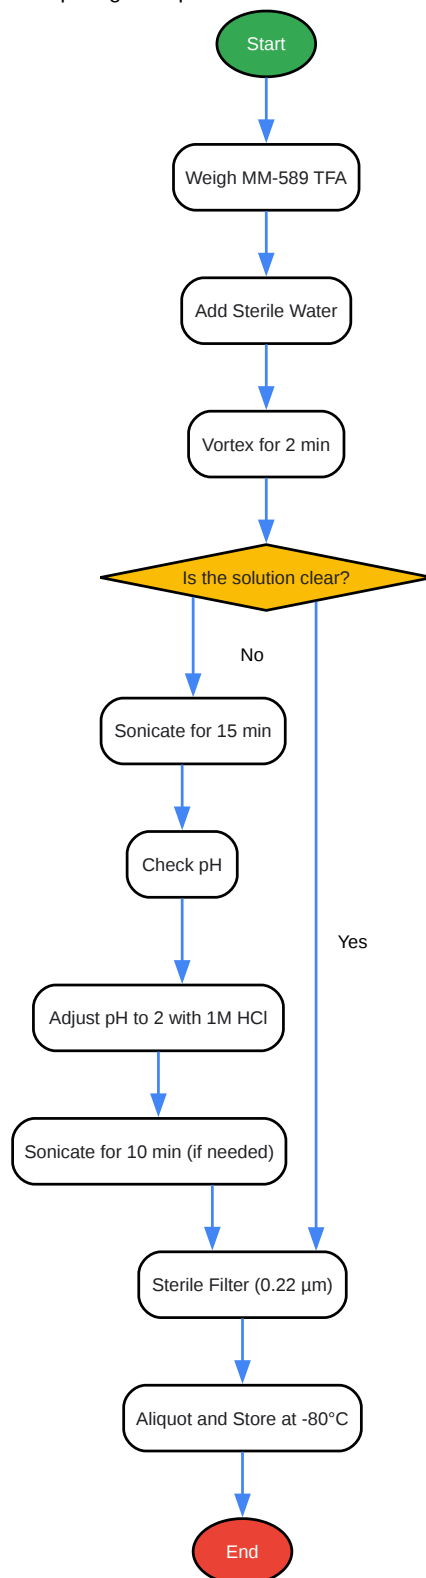 Start
Weigh MM-589 TFA
Add Sterile Water
Vortex for 2 min
Is the solution clear?
No
Sonicate for 15 min
Check pH
Yes
Adjust pH to 2 with 1M HCl
Sonicate for 10 min (if needed)
Sterile Filter (0.22 µm)
Aliquot and Store at -80°C
End